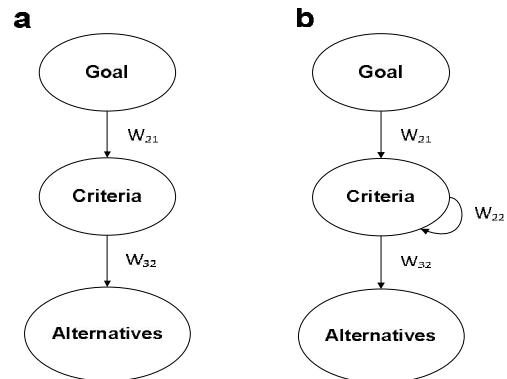 a
Goal
W21
Criteria
W32
Alternatives
b
Goal
W21
Criteria
W22
W32
Alternatives